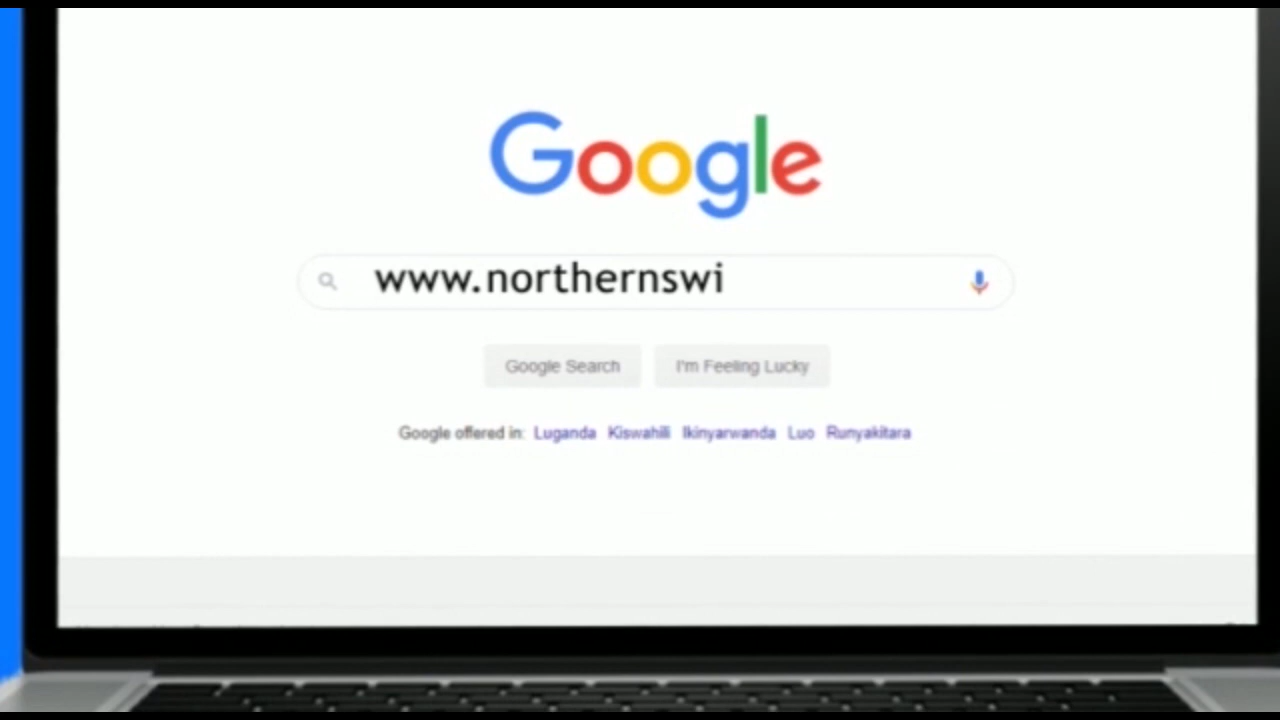 Google
www.northernswi
Google Search I'm Feeling Lucky
Google offered in: Luganda Kiswahili Ikinyarwanda Luo Runyakitara